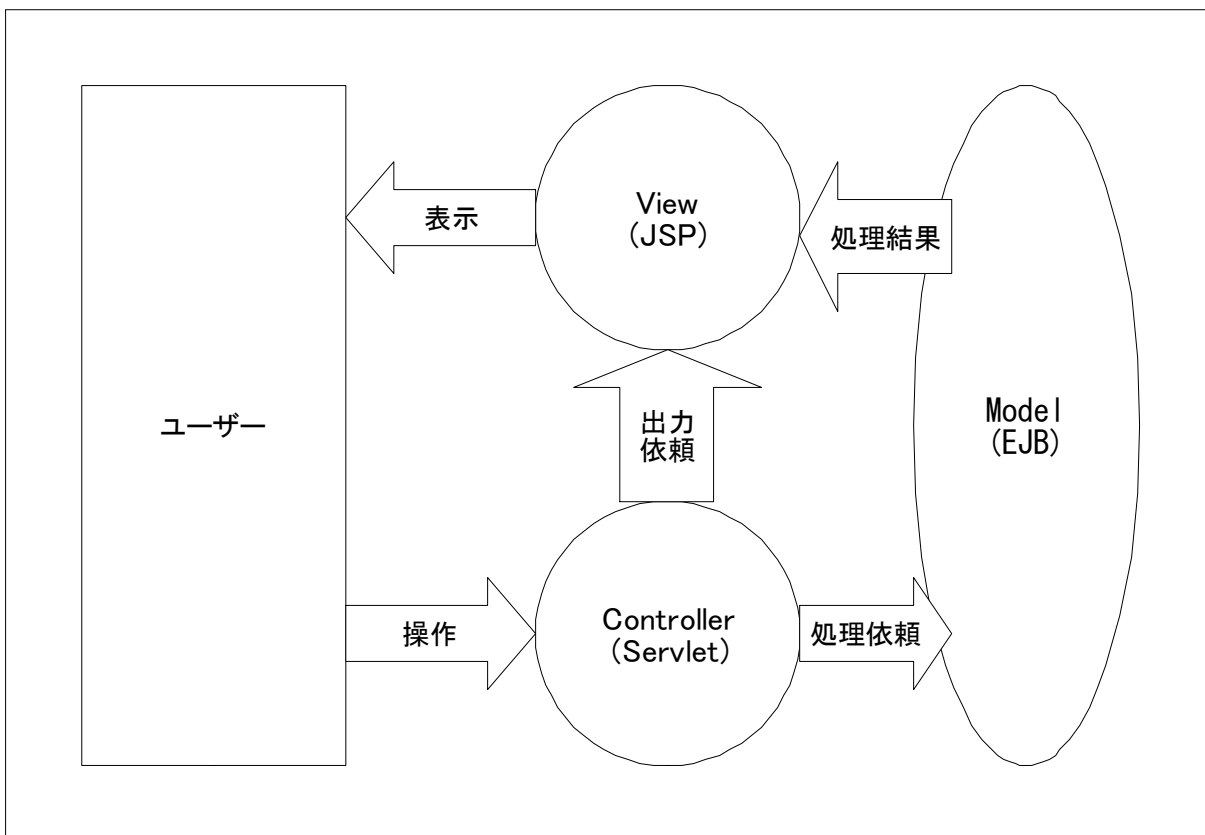 View
(JSP)
表示
処理結果
ユーザー
出力
依頼
Model
(EJB)
操作
Controller
(Servlet)
処理依頼